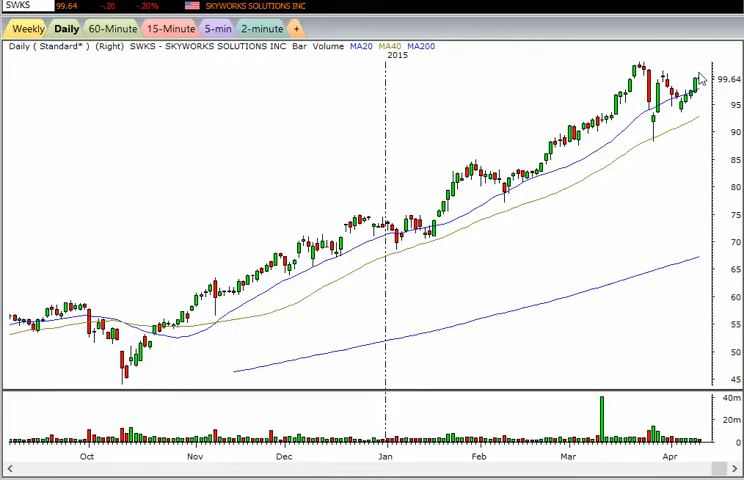 SWKS 99.64 -.20 -.20% SKYWORKS SOLUTIONS INC
Weekly Daily 60-Minute 15-Minute 5-min 2-minute +
Daily ( Standard* ) (Right) SWKS - SKYWORKS SOLUTIONS INC Bar Volume MA20 MA40 MA200
2015
99.64
95
90
85
80
75
70
65
60
55
50
45
40m
20m
0
Oct Nov Dec Jan Feb Mar Apr